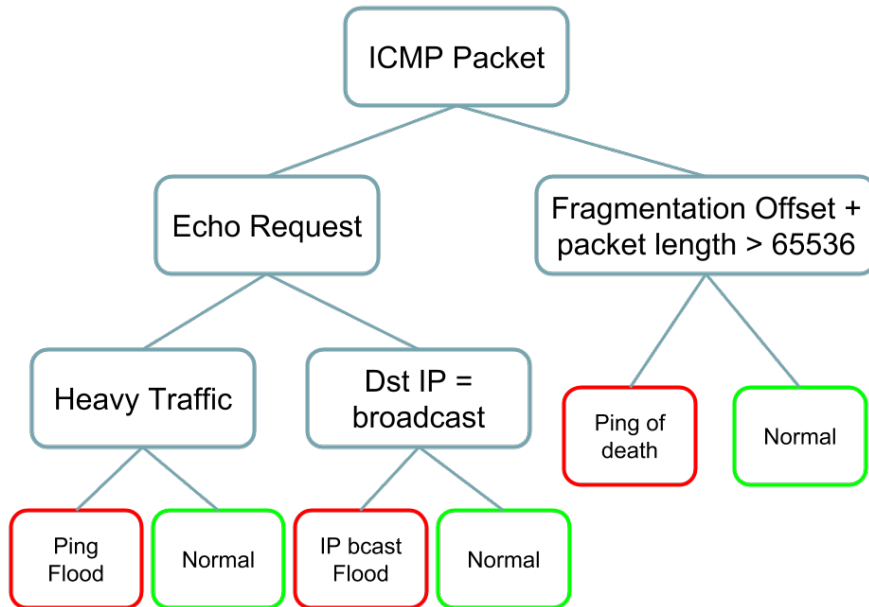 ICMP Packet
Echo Request
Fragmentation Offset +
packet length > 65536
Heavy Traffic
Dst IP =
broadcast
Ping of
death
Normal
Ping
Flood
Normal
IP bcast
Flood
Normal